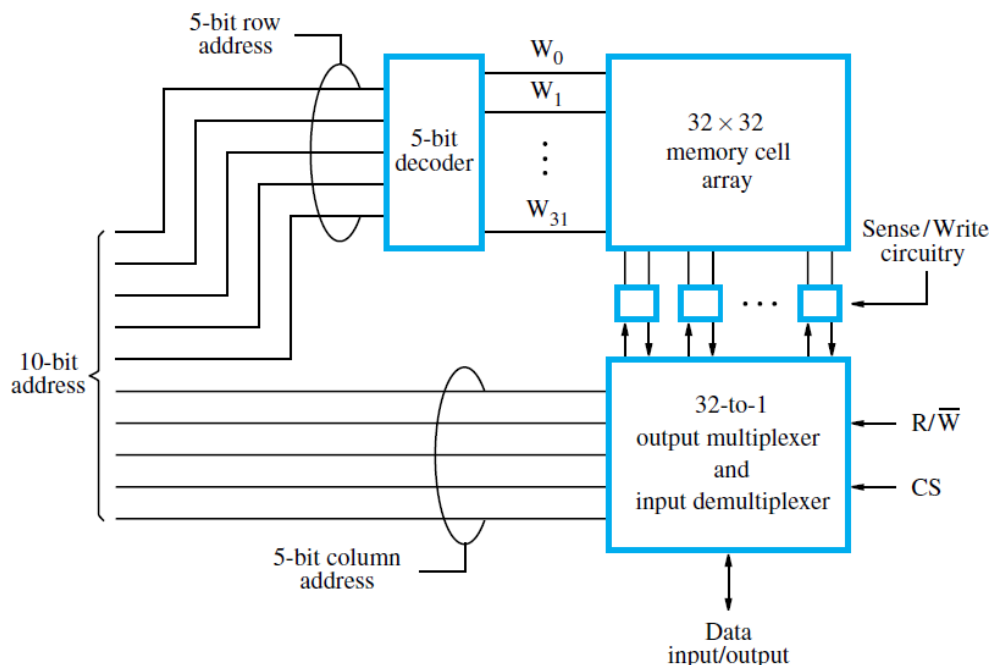 5-bit row
address
W0
W1
⋮
W31
5-bit
decoder
32 × 32
memory cell
array
Sense/Write
circuitry
...
10-bit
address
32-to-1
output multiplexer
and
input demultiplexer
R/W̅
CS
5-bit column
address
Data
input/output